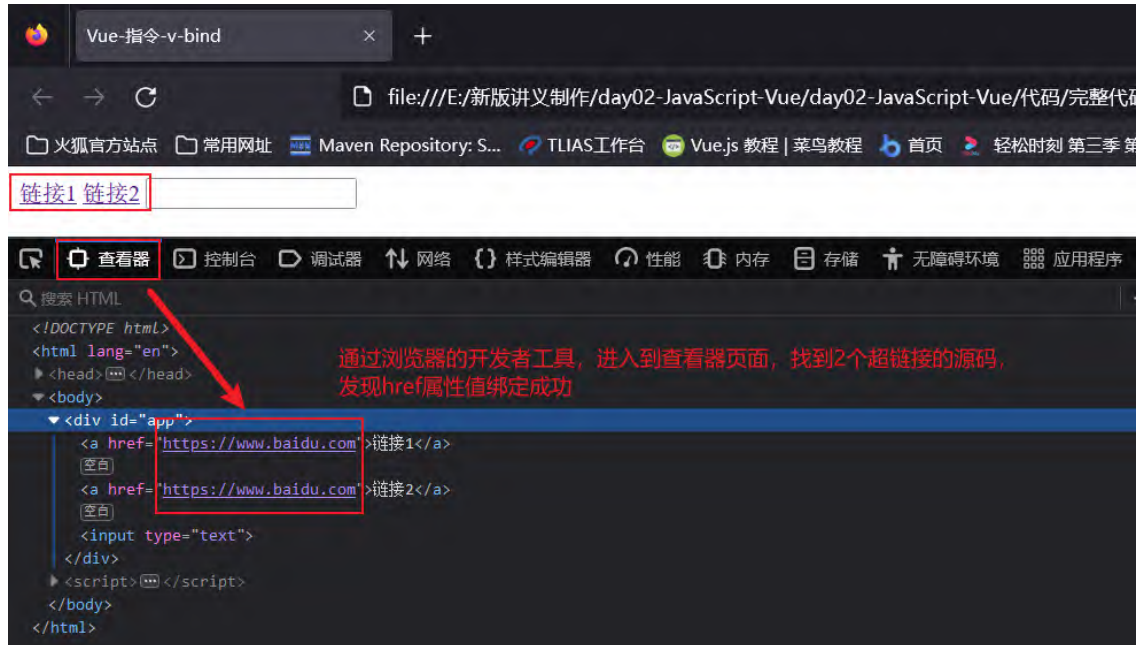 Vue-指令-v-bind
file:///E:/新版讲义制作/day02-JavaScript-Vue/day02-JavaScript-Vue/代码/完整代码
火狐官方站点 常用网址 Maven Repository: S... TLIAS工作台 Vue.js 教程 | 菜鸟教程 首页 轻松时刻 第三季 第
链接1 链接2
查看器 控制台 调试器 网络 样式编辑器 性能 内存 存储 无障碍环境 应用程序
搜索 HTML
<!DOCTYPE html>
<html lang="en">
<head> </head>
<body>
通过浏览器的开发者工具，进入到查看器页面，找到2个超链接的源码，
发现href属性值绑定成功
<div id="app">
<a href="https://www.baidu.com">链接1</a>
空白
<a href="https://www.baidu.com">链接2</a>
空白
<input type="text">
</div>
<script> </script>
</body>
</html>